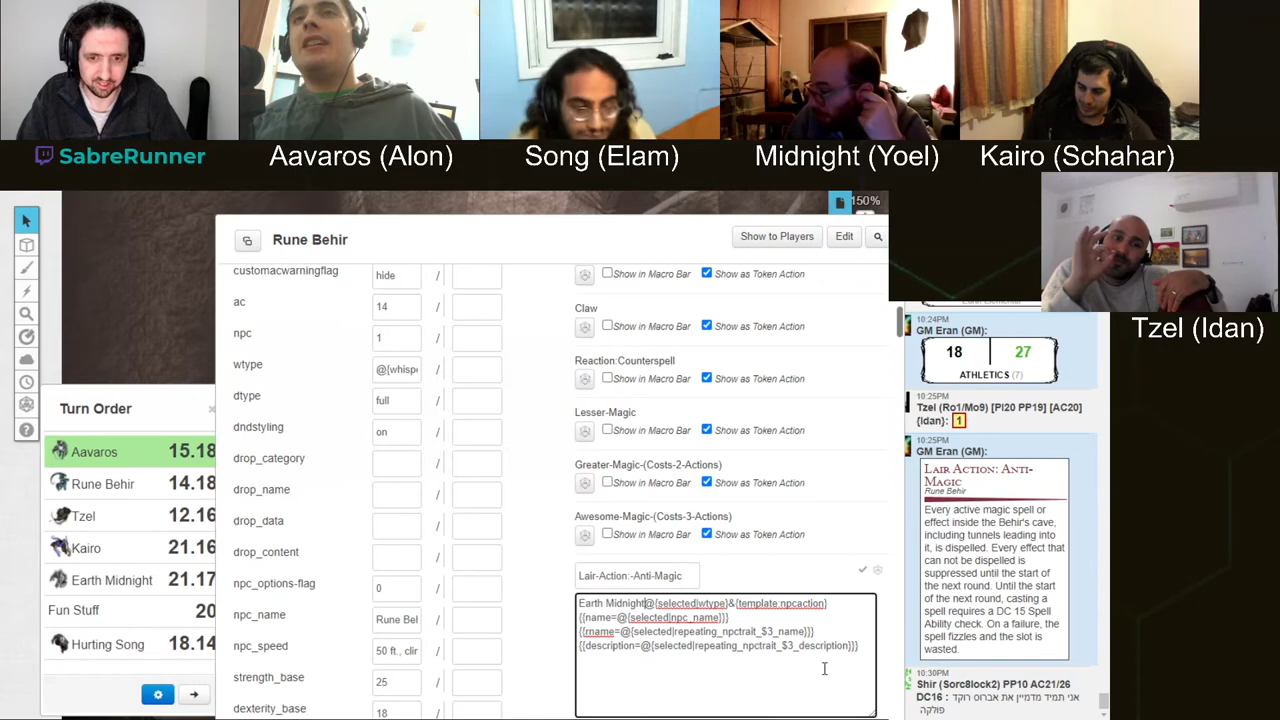 SabreRunner
Aavaros (Alon)
Song (Elam)
Midnight (Yoel)
Kairo (Schahar)
Tzel (Idan)
150%
Rune Behir
Show to Players
Edit
customacwarningflag
hide
/
ac
14
/
npc
1
/
wtype
@{whispe
/
dtype
full
/
dndstyling
on
/
drop_category
/
drop_name
/
drop_data
/
drop_content
/
npc_options-flag
0
/
npc_name
Rune Bel
/
npc_speed
50 ft., clir
/
strength_base
25
/
dexterity_base
18
/
Show in Macro Bar
Show as Token Action
Claw
Show in Macro Bar
Show as Token Action
Reaction:Counterspell
Show in Macro Bar
Show as Token Action
Lesser-Magic
Show in Macro Bar
Show as Token Action
Greater-Magic-(Costs-2-Actions)
Show in Macro Bar
Show as Token Action
Awesome-Magic-(Costs-3-Actions)
Show in Macro Bar
Show as Token Action
Lair-Action:-Anti-Magic
Earth Midnight@{selected|wtype}&{template:npcaction}
{{name=@{selected|npc_name}}}
{{rname=@{selected|repeating_npctrait_$3_name}}}
{{description=@{selected|repeating_npctrait_$3_description}}}
Turn Order
Aavaros 15.18
Rune Behir 14.18
Tzel 12.16
Kairo 21.16
Earth Midnight 21.17
Fun Stuff 20
Hurting Song 18.14
10:24PM
GM Eran (GM):
18 27
ATHLETICS (7)
10:25PM
Tzel (Ro1/Mo9) [PI20 PP19] [AC20]
{idan}: 1
10:25PM
GM Eran (GM):
Lair Action: Anti-
Magic
Rune Behir
Every active magic spell or
effect inside the Behir's cave,
including tunnels leading into
it, is dispelled. Every effect that
can not be dispelled is
suppressed until the start of
the next round. Until the start
of the next round, casting a
spell requires a DC 15 Spell
Ability check. On a failure, the
spell fizzles and the slot is
wasted.
10:30PM
Shir (Sorc8lock2) PP10 AC21/26
DC16 : אני תמיד מדמיין את אברוס רוקד
פולקה